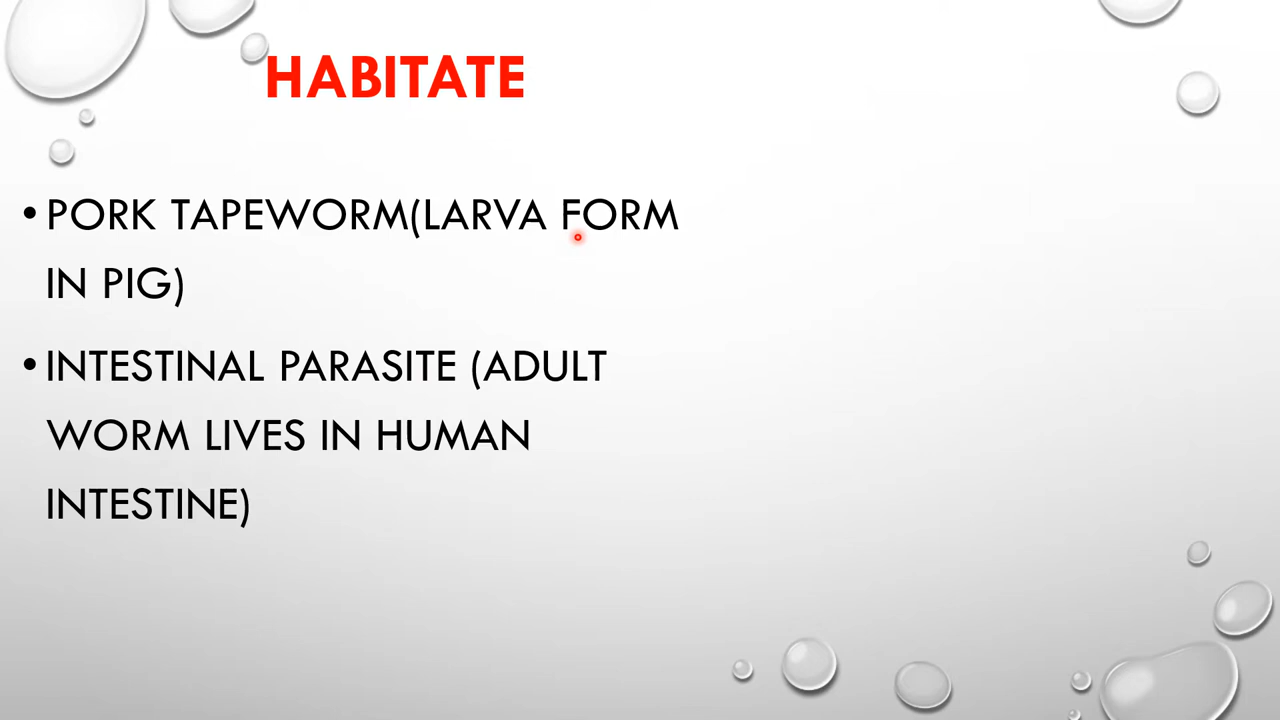 HABITATE
• PORK TAPEWORM(LARVA FORM
IN PIG)
• INTESTINAL PARASITE (ADULT
WORM LIVES IN HUMAN
INTESTINE)